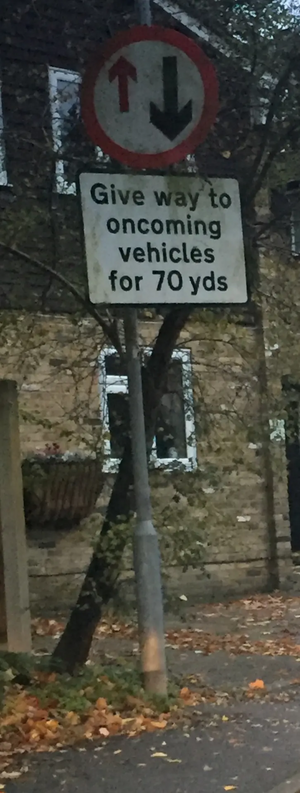 Give way to
oncoming
vehicles
for 70 yds